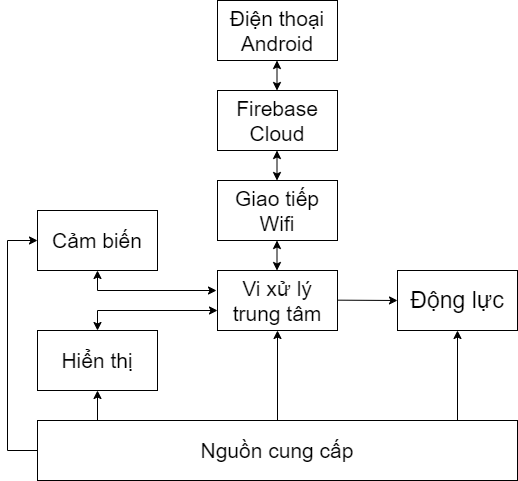 Điện thoại
Android
Firebase
Cloud
Giao tiếp
Wifi
Cảm biến
Vi xử lý
trung tâm
Động lực
Hiển thị
Nguồn cung cấp